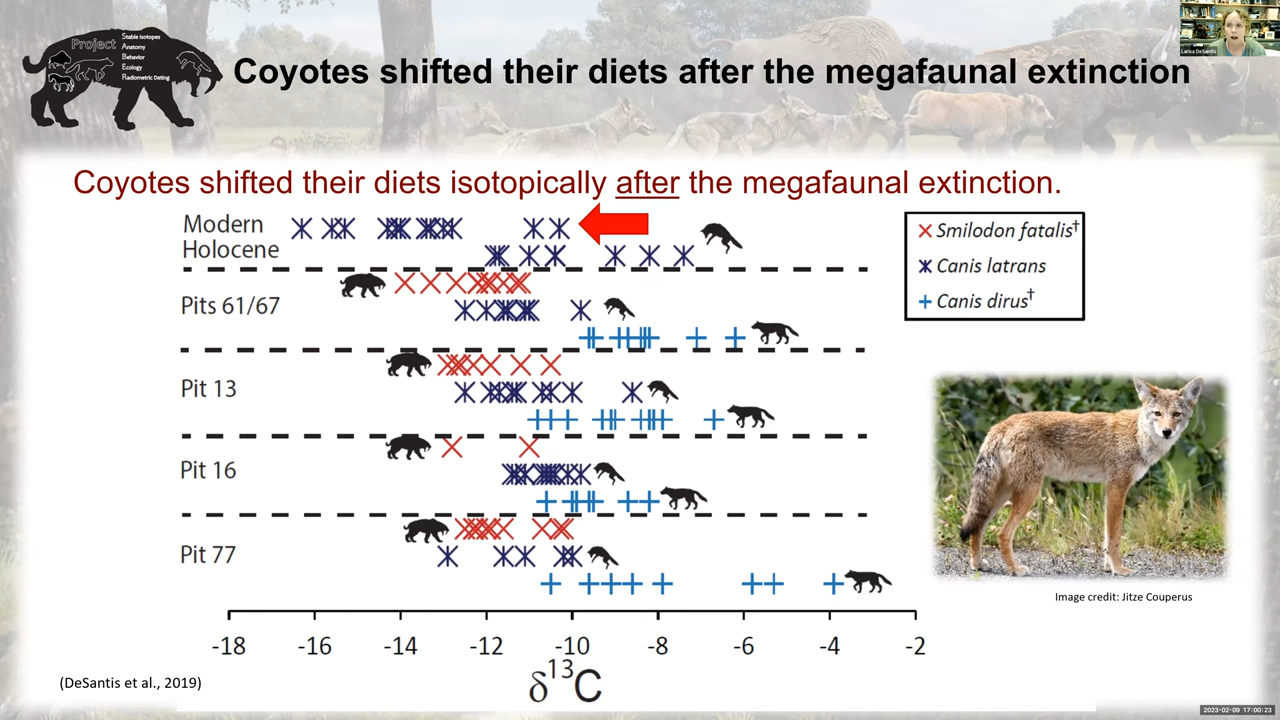 Project
Stable Isotopes
Anatomy
Behavior
Ecology
Radiometric Dating
Larisa DeSantis
Coyotes shifted their diets after the megafaunal extinction
Coyotes shifted their diets isotopically after the megafaunal extinction.
Modern
Holocene
Pits 61/67
Pit 13
Pit 16
Pit 77
Smilodon fatalis†
Canis latrans
Canis dirus†
-18 -16 -14 -12 -10 -8 -6 -4 -2
δ¹³C
Image credit: Jitze Couperus
(DeSantis et al., 2019)
2023-02-09 17:00:23